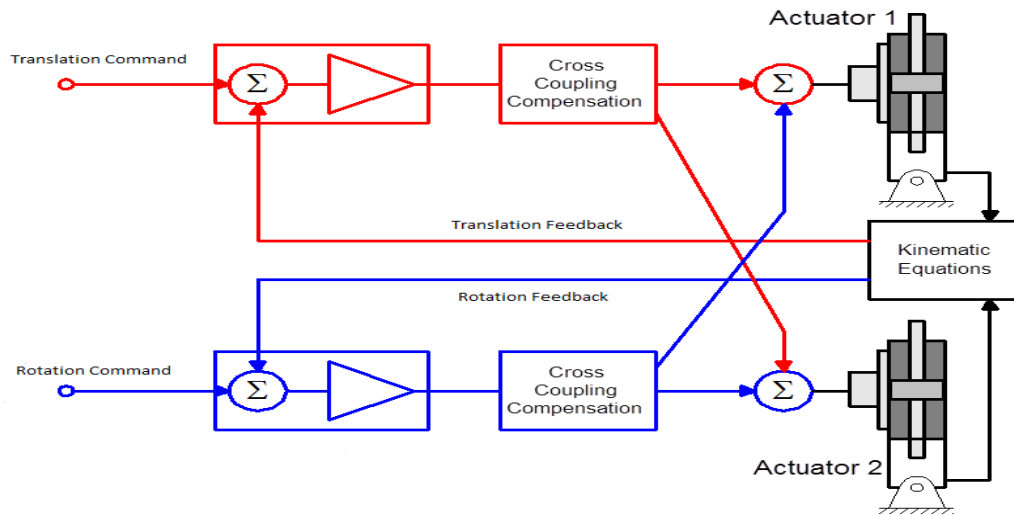 Actuator 1
Translation Command
Σ
Cross
Coupling
Compensation
Σ
Translation Feedback
Kinematic
Equations
Rotation Feedback
Rotation Command
Σ
Cross
Coupling
Compensation
Σ
Actuator 2